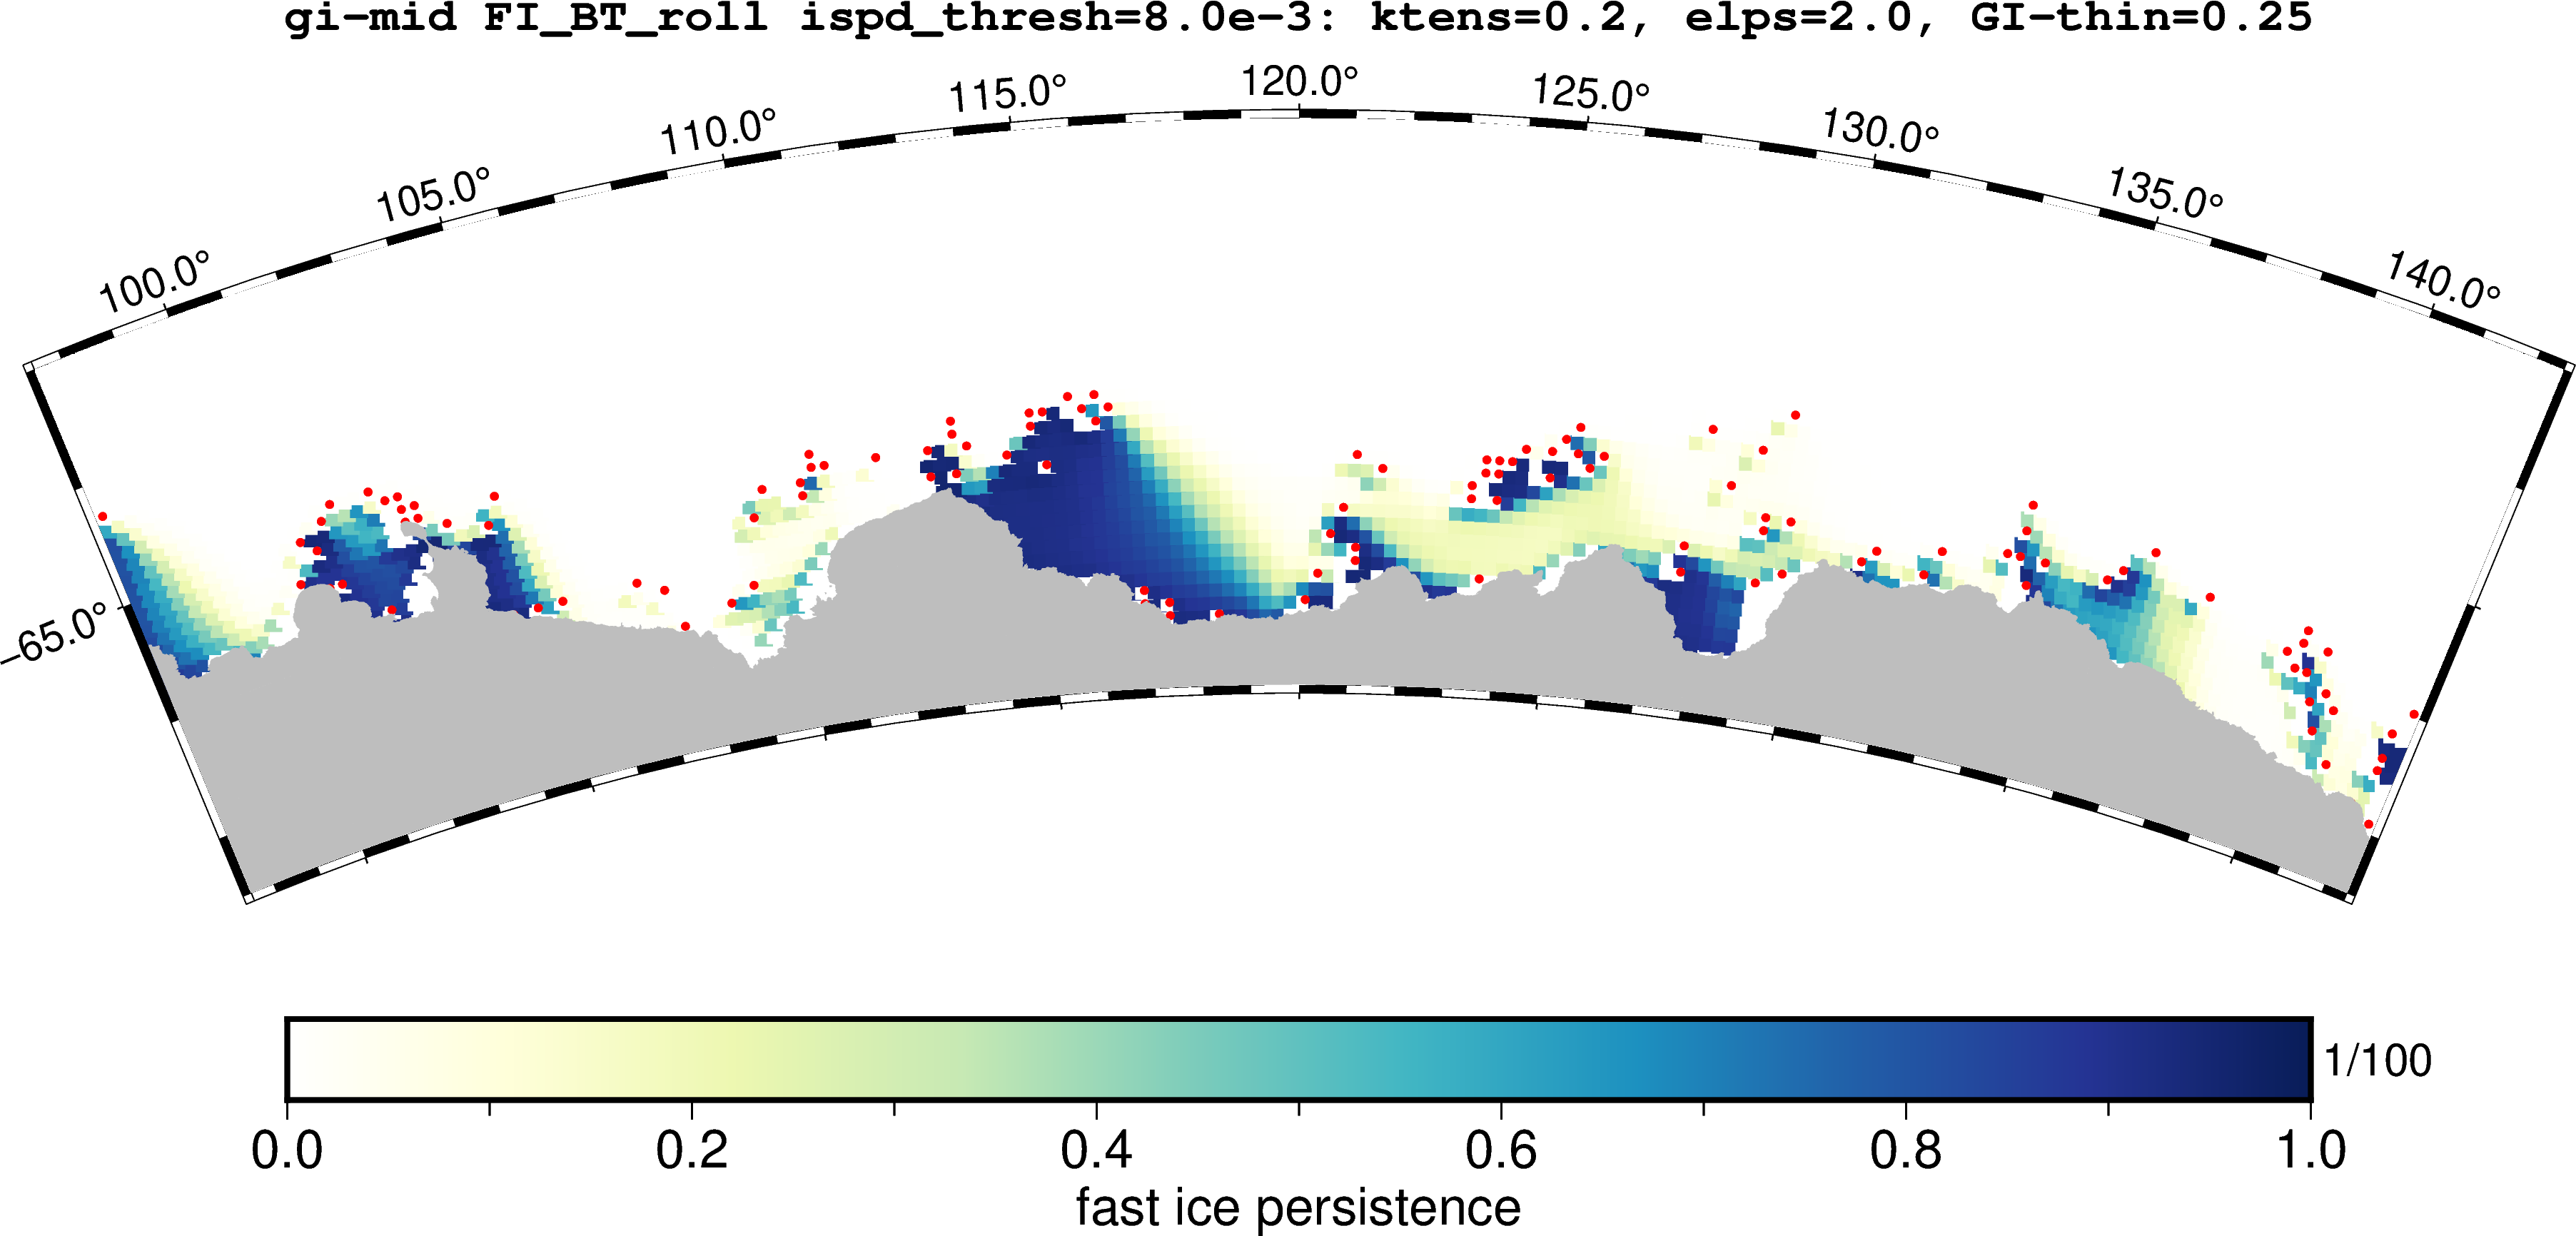 gi-mid FI_BT_roll ispd_thresh=8.0e-3: ktens=0.2, elps=2.0, GI-thin=0.25
100.0° 105.0° 110.0° 115.0° 120.0° 125.0° 130.0° 135.0° 140.0°
-65.0°
1/100
0.0 0.2 0.4 0.6 0.8 1.0
fast ice persistence